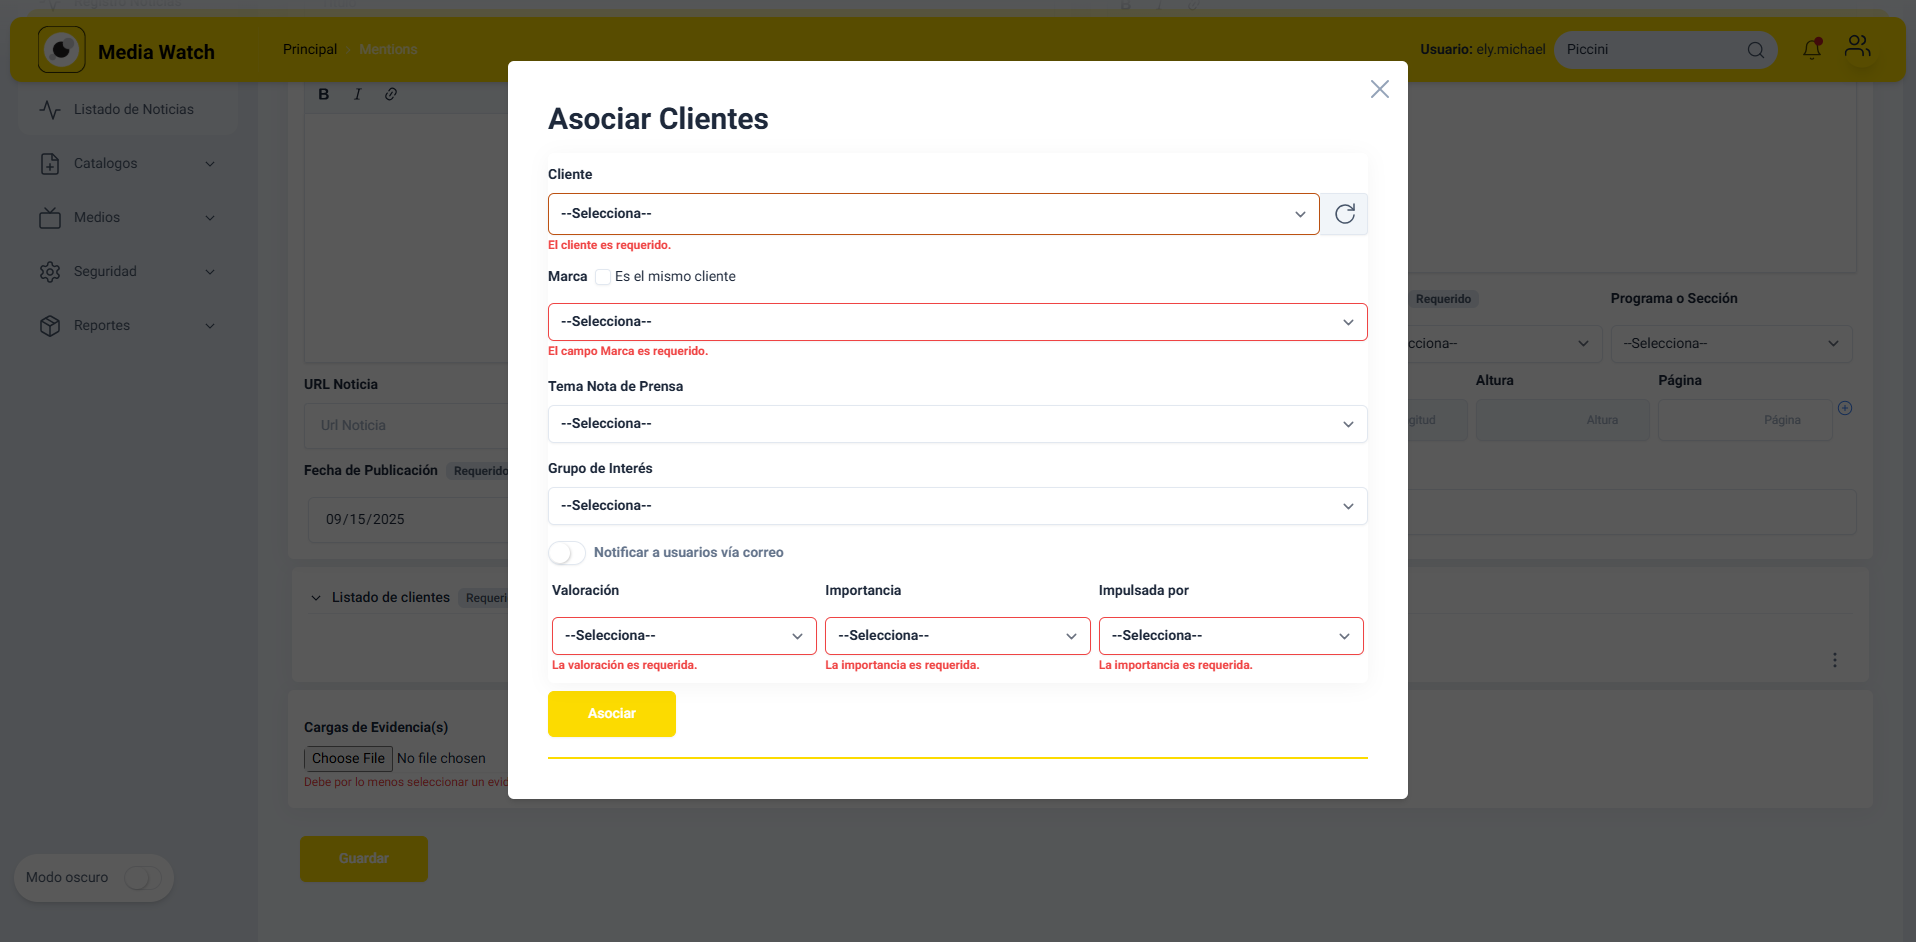 Registro Noticias
Media Watch
Principal
Mentions
Usuario: ely.michael
Piccini
B I
Listado de Noticias
Catalogos
Medios
Seguridad
Reportes
Asociar Clientes
Cliente
--Selecciona--
El cliente es requerido.
Marca
Es el mismo cliente
--Selecciona--
El campo Marca es requerido.
Tema Nota de Prensa
--Selecciona--
Grupo de Interés
--Selecciona--
Notificar a usuarios vía correo
Valoración Importancia Impulsada por
--Selecciona-- --Selecciona-- --Selecciona--
La valoración es requerida. La importancia es requerida. La importancia es requerida.
Asociar
Requerido
Programa o Sección
cciona--
--Selecciona--
Altura
Página
gitud
Altura
Página
URL Noticia
Url Noticia
Fecha de Publicación
Requerido
09/15/2025
Listado de clientes
Requeri
Cargas de Evidencia(s)
Choose File No file chosen
Debe por lo menos seleccionar un evid
Guardar
Modo oscuro